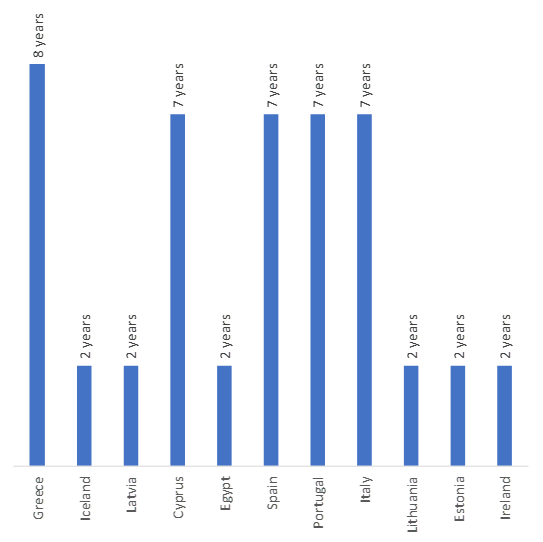 8 years
2 years
2 years
7 years
2 years
7 years
7 years
7 years
2 years
2 years
2 years
Greece
Iceland
Latvia
Cyprus
Egypt
Spain
Portugal
Italy
Lithuania
Estonia
Ireland